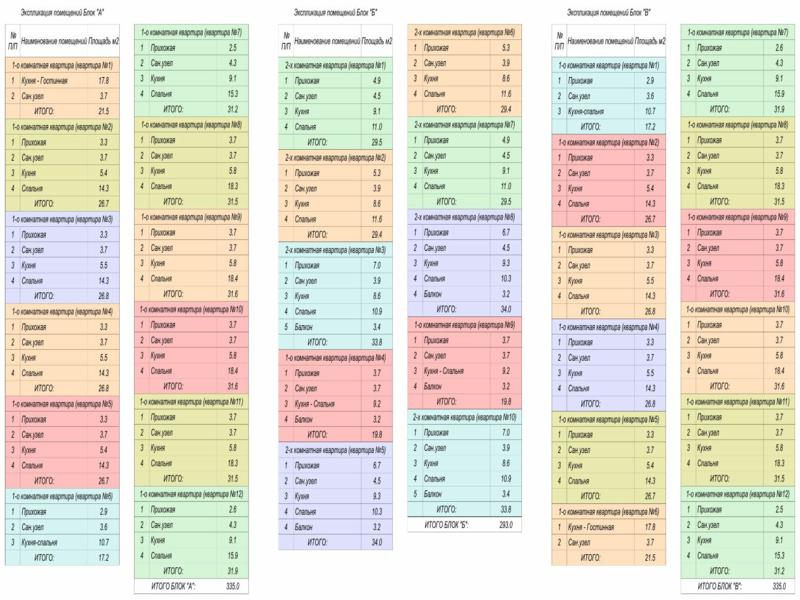 Экспликация помещений Блок "А"
№ П/П Наименование помещений Площадь м2
1-о комнатная квартира (квартира №1)
1 Кухня - Гостинная 17.8
2 Сан.узел 3.7
ИТОГО: 21.5
1-о комнатная квартира (квартира №2)
1 Прихожая 3.3
2 Сан.узел 3.7
3 Кухня 5.4
4 Спальня 14.3
ИТОГО: 26.7
1-о комнатная квартира (квартира №3)
1 Прихожая 3.3
2 Сан.узел 3.7
3 Кухня 5.5
4 Спальня 14.3
ИТОГО: 26.8
1-о комнатная квартира (квартира №4)
1 Прихожая 3.3
2 Сан.узел 3.7
3 Кухня 5.5
4 Спальня 14.3
ИТОГО: 26.8
1-о комнатная квартира (квартира №5)
1 Прихожая 3.3
2 Сан.узел 3.7
3 Кухня 5.4
4 Спальня 14.3
ИТОГО: 26.7
1-о комнатная квартира (квартира №6)
1 Прихожая 2.9
2 Сан.узел 3.6
3 Кухня-спальня 10.7
ИТОГО: 17.2
1-о комнатная квартира (квартира №7)
1 Прихожая 2.5
2 Сан.узел 4.3
3 Кухня 9.1
4 Спальня 15.3
ИТОГО: 31.2
1-о комнатная квартира (квартира №8)
1 Прихожая 3.7
2 Сан.узел 3.7
3 Кухня 5.8
4 Спальня 18.3
ИТОГО: 31.5
1-о комнатная квартира (квартира №9)
1 Прихожая 3.7
2 Сан.узел 3.7
3 Кухня 5.8
4 Спальня 18.4
ИТОГО: 31.6
1-о комнатная квартира (квартира №10)
1 Прихожая 3.7
2 Сан.узел 3.7
3 Кухня 5.8
4 Спальня 18.4
ИТОГО: 31.6
1-о комнатная квартира (квартира №11)
1 Прихожая 3.7
2 Сан.узел 3.7
3 Кухня 5.8
4 Спальня 18.3
ИТОГО: 31.5
1-о комнатная квартира (квартира №12)
1 Прихожая 2.6
2 Сан.узел 4.3
3 Кухня 9.1
4 Спальня 15.9
ИТОГО: 31.9
ИТОГО БЛОК "А": 335.0
Экспликация помещений Блок "Б"
№ П/П Наименование помещений Площадь м2
2-х комнатная квартира (квартира №1)
1 Прихожая 4.9
2 Сан.узел 4.5
3 Кухня 9.1
4 Спальня 11.0
ИТОГО: 29.5
2-х комнатная квартира (квартира №2)
1 Прихожая 5.3
2 Сан.узел 3.9
3 Кухня 8.6
4 Спальня 11.6
ИТОГО: 29.4
2-х комнатная квартира (квартира №3)
1 Прихожая 7.0
2 Сан.узел 3.9
3 Кухня 8.6
4 Спальня 10.9
5 Балкон 3.4
ИТОГО: 33.8
1-о комнатная квартира (квартира №4)
1 Прихожая 3.7
2 Сан.узел 3.7
3 Кухня - Спальня 9.2
4 Балкон 3.2
ИТОГО: 19.8
2-х комнатная квартира (квартира №5)
1 Прихожая 6.7
2 Сан.узел 4.5
3 Кухня 9.3
4 Спальня 10.3
4 Балкон 3.2
ИТОГО: 34.0
2-х комнатная квартира (квартира №6)
1 Прихожая 5.3
2 Сан.узел 3.9
3 Кухня 8.6
4 Спальня 11.6
ИТОГО: 29.4
2-х комнатная квартира (квартира №7)
1 Прихожая 4.9
2 Сан.узел 4.5
3 Кухня 9.1
4 Спальня 11.0
ИТОГО: 29.5
2-х комнатная квартира (квартира №8)
1 Прихожая 6.7
2 Сан.узел 4.5
3 Кухня 9.3
4 Спальня 10.3
4 Балкон 3.2
ИТОГО: 34.0
1-о комнатная квартира (квартира №9)
1 Прихожая 3.7
2 Сан.узел 3.7
3 Кухня - Спальня 9.2
4 Балкон 3.2
ИТОГО: 19.8
2-х комнатная квартира (квартира №10)
1 Прихожая 7.0
2 Сан.узел 3.9
3 Кухня 8.6
4 Спальня 10.9
5 Балкон 3.4
ИТОГО: 33.8
ИТОГО БЛОК "Б": 293.0
Экспликация помещений Блок "В"
№ П/П Наименование помещений Площадь м2
1-о комнатная квартира (квартира №1)
1 Прихожая 2.9
2 Сан.узел 3.6
3 Кухня-спальня 10.7
ИТОГО: 17.2
1-о комнатная квартира (квартира №2)
1 Прихожая 3.3
2 Сан.узел 3.7
3 Кухня 5.4
4 Спальня 14.3
ИТОГО: 26.7
1-о комнатная квартира (квартира №3)
1 Прихожая 3.3
2 Сан.узел 3.7
3 Кухня 5.5
4 Спальня 14.3
ИТОГО: 26.8
1-о комнатная квартира (квартира №4)
1 Прихожая 3.3
2 Сан.узел 3.7
3 Кухня 5.5
4 Спальня 14.3
ИТОГО: 26.8
1-о комнатная квартира (квартира №5)
1 Прихожая 3.3
2 Сан.узел 3.7
3 Кухня 5.4
4 Спальня 14.3
ИТОГО: 26.7
1-о комнатная квартира (квартира №6)
1 Кухня - Гостинная 17.8
2 Сан.узел 3.7
ИТОГО: 21.5
1-о комнатная квартира (квартира №7)
1 Прихожая 2.6
2 Сан.узел 4.3
3 Кухня 9.1
4 Спальня 15.9
ИТОГО: 31.9
1-о комнатная квартира (квартира №8)
1 Прихожая 3.7
2 Сан.узел 3.7
3 Кухня 5.8
4 Спальня 18.3
ИТОГО: 31.5
1-о комнатная квартира (квартира №9)
1 Прихожая 3.7
2 Сан.узел 3.7
3 Кухня 5.8
4 Спальня 18.4
ИТОГО: 31.6
1-о комнатная квартира (квартира №10)
1 Прихожая 3.7
2 Сан.узел 3.7
3 Кухня 5.8
4 Спальня 18.4
ИТОГО: 31.6
1-о комнатная квартира (квартира №11)
1 Прихожая 3.7
2 Сан.узел 3.7
3 Кухня 5.8
4 Спальня 18.3
ИТОГО: 31.5
1-о комнатная квартира (квартира №12)
1 Прихожая 2.5
2 Сан.узел 4.3
3 Кухня 9.1
4 Спальня 15.3
ИТОГО: 31.2
ИТОГО БЛОК "В": 335.0